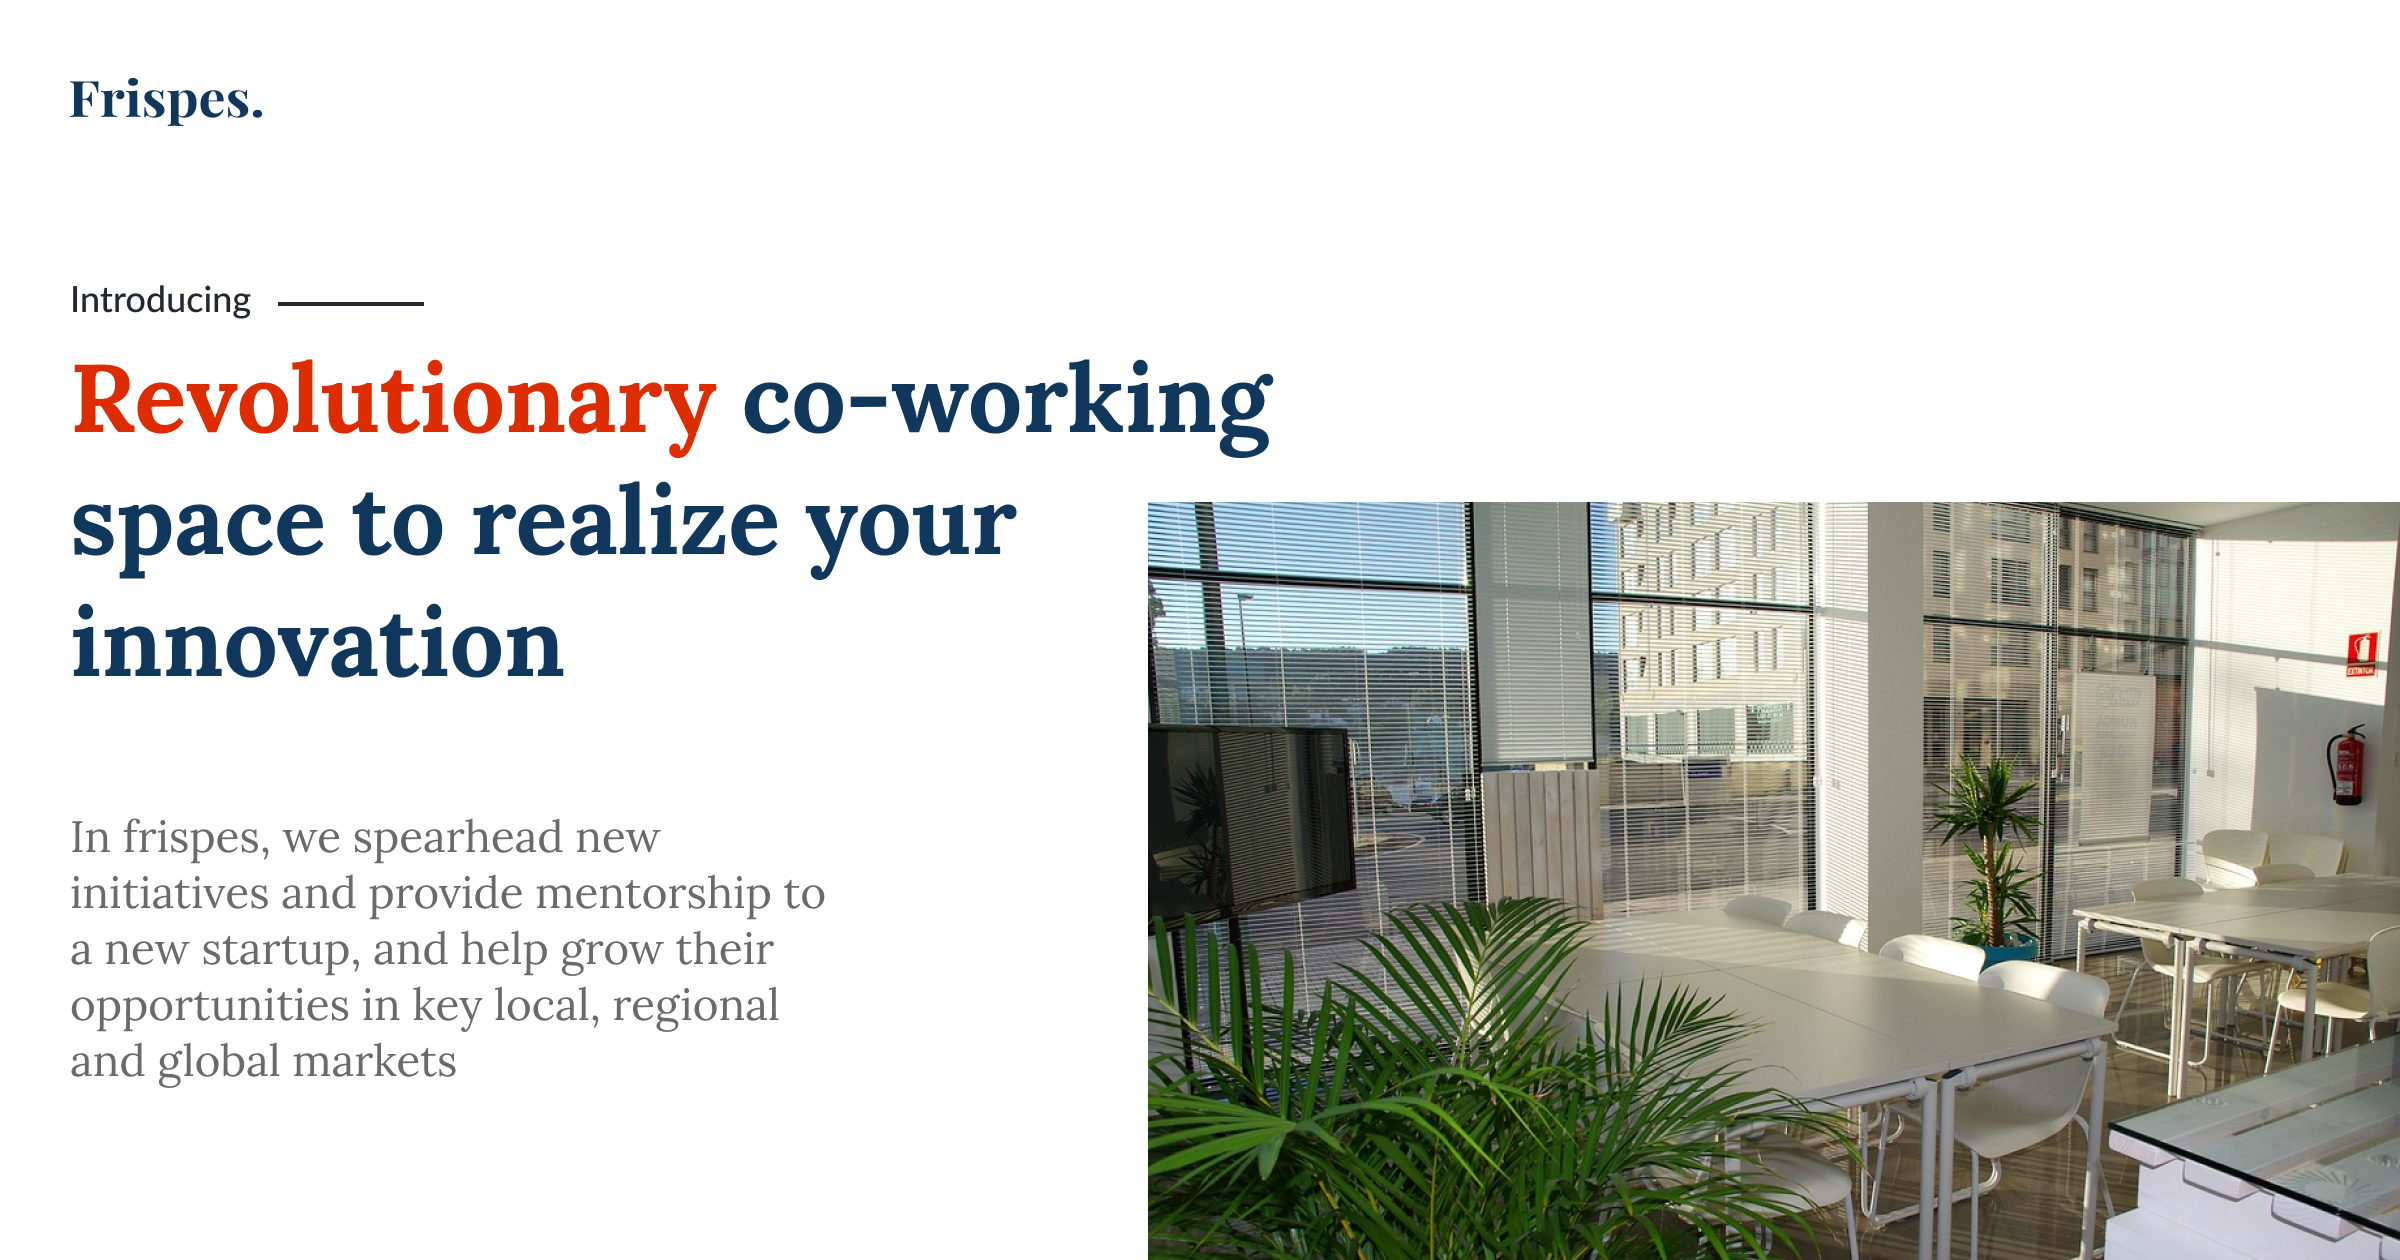 Frispes.
Introducing
Revolutionary co-working
space to realize your
innovation
In frispes, we spearhead new
initiatives and provide mentorship to
a new startup, and help grow their
opportunities in key local, regional
and global markets
EXTINTOR